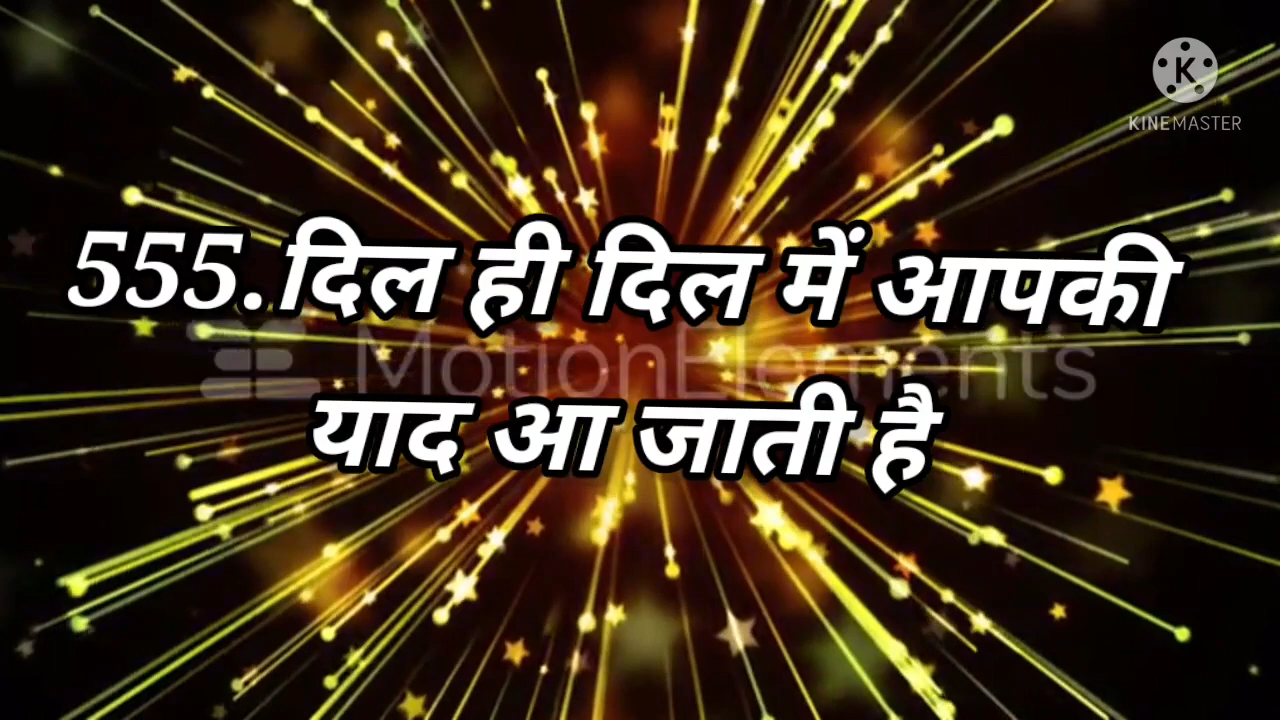 KINEMASTER
555.दिल ही दिल में आपकी
MotionElements
याद आ जाती है